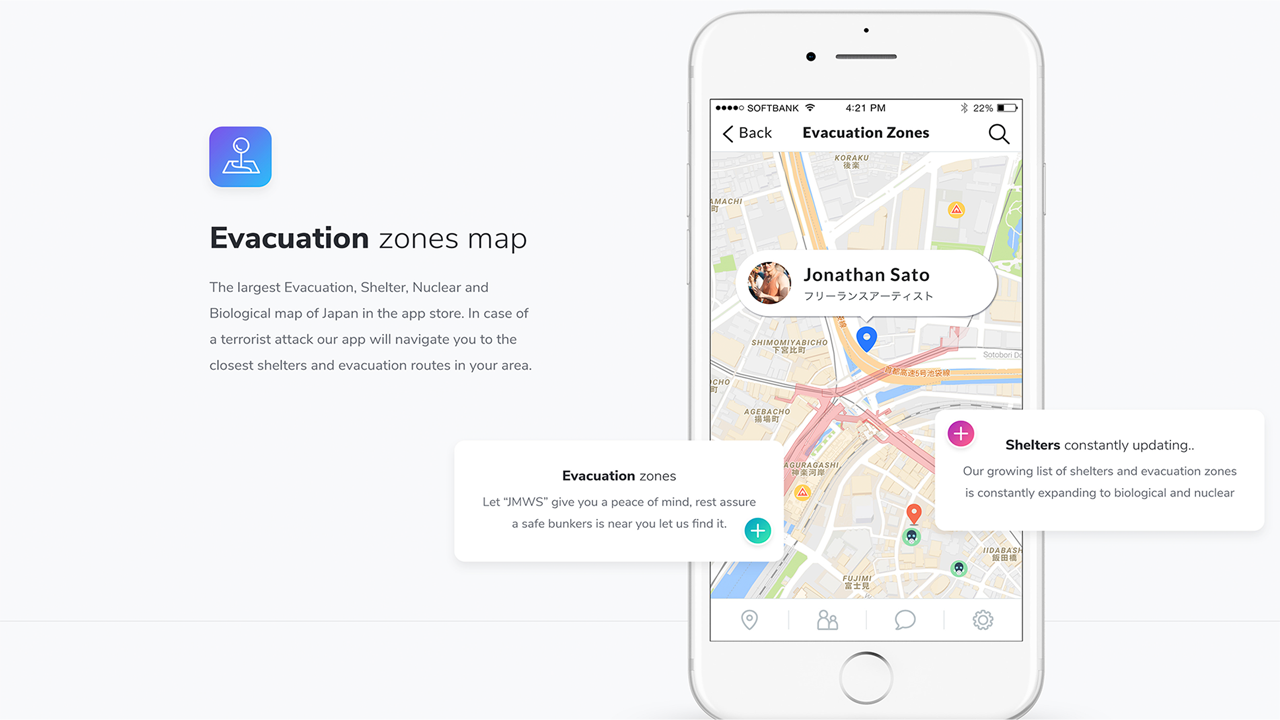 Evacuation zones map
The largest Evacuation, Shelter, Nuclear and
Biological map of Japan in the app store. In case of
a terrorist attack our app will navigate you to the
closest shelters and evacuation routes in your area.
SOFTBANK
4:21 PM
22%
Back
Evacuation Zones
KORAKU
後楽
AMACHI
町
Jonathan Sato
フリーランスアーティスト
SHIMOMIYABICHO
下宮比町
Sotobori Do
首都高速5号池袋線
OCHO
町
AGEBACHO
揚場町
AGURAGASHI
神楽河岸
IIDABASH
飯田橋
FUJIMI
富士見
Evacuation zones
Let “JMWS” give you a peace of mind, rest assure
a safe bunkers is near you let us find it.
Shelters constantly updating..
Our growing list of shelters and evacuation zones
is constantly expanding to biological and nuclear